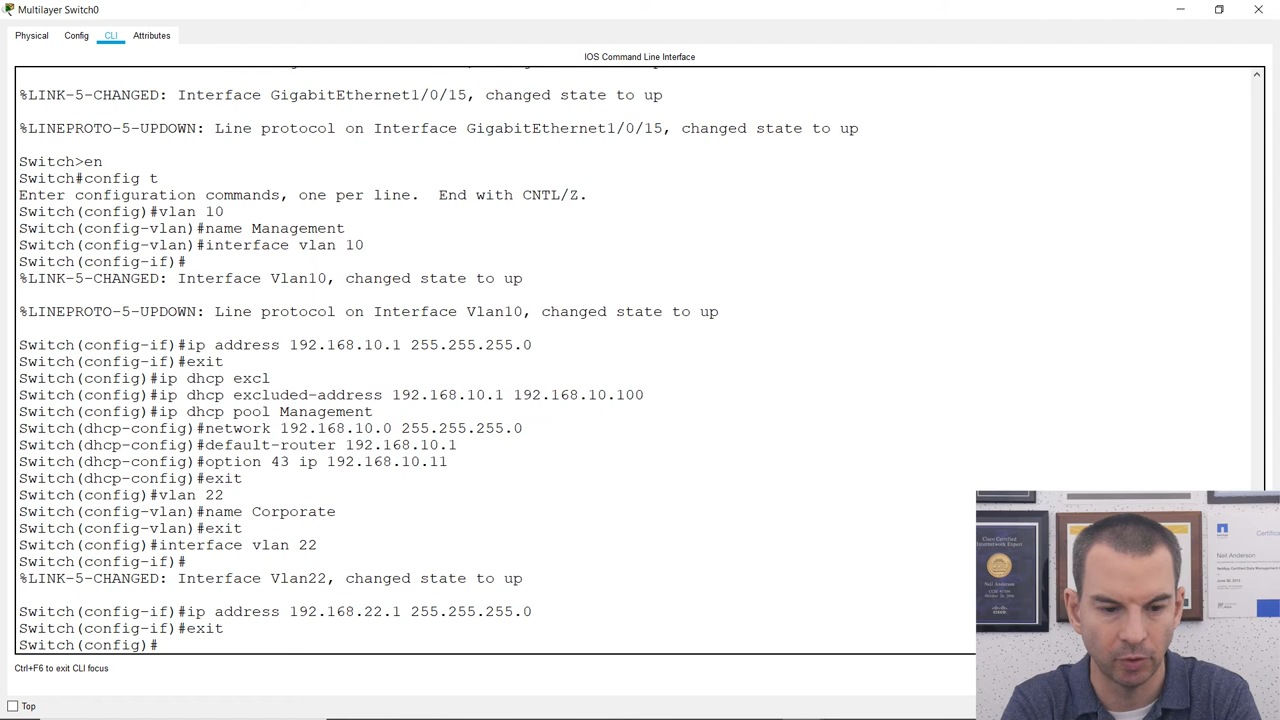 Multilayer Switch0
Physical Config CLI Attributes
IOS Command Line Interface
%LINK-5-CHANGED: Interface GigabitEthernet1/0/15, changed state to up
%LINEPROTO-5-UPDOWN: Line protocol on Interface GigabitEthernet1/0/15, changed state to up
Switch>en
Switch#config t
Enter configuration commands, one per line.  End with CNTL/Z.
Switch(config)#vlan 10
Switch(config-vlan)#name Management
Switch(config-vlan)#interface vlan 10
Switch(config-if)#
%LINK-5-CHANGED: Interface Vlan10, changed state to up
%LINEPROTO-5-UPDOWN: Line protocol on Interface Vlan10, changed state to up
Switch(config-if)#ip address 192.168.10.1 255.255.255.0
Switch(config-if)#exit
Switch(config)#ip dhcp excl
Switch(config)#ip dhcp excluded-address 192.168.10.1 192.168.10.100
Switch(config)#ip dhcp pool Management
Switch(dhcp-config)#network 192.168.10.0 255.255.255.0
Switch(dhcp-config)#default-router 192.168.10.1
Switch(dhcp-config)#option 43 ip 192.168.10.11
Switch(dhcp-config)#exit
Switch(config)#vlan 22
Switch(config-vlan)#name Corporate
Switch(config-vlan)#exit
Switch(config)#interface vlan 22
Switch(config-if)#
%LINK-5-CHANGED: Interface Vlan22, changed state to up
Switch(config-if)#ip address 192.168.22.1 255.255.255.0
Switch(config-if)#exit
Switch(config)#
Ctrl+F6 to exit CLI focus
Top
Cisco Certified
Internetwork Expert
Neil Anderson
Neil Anderson